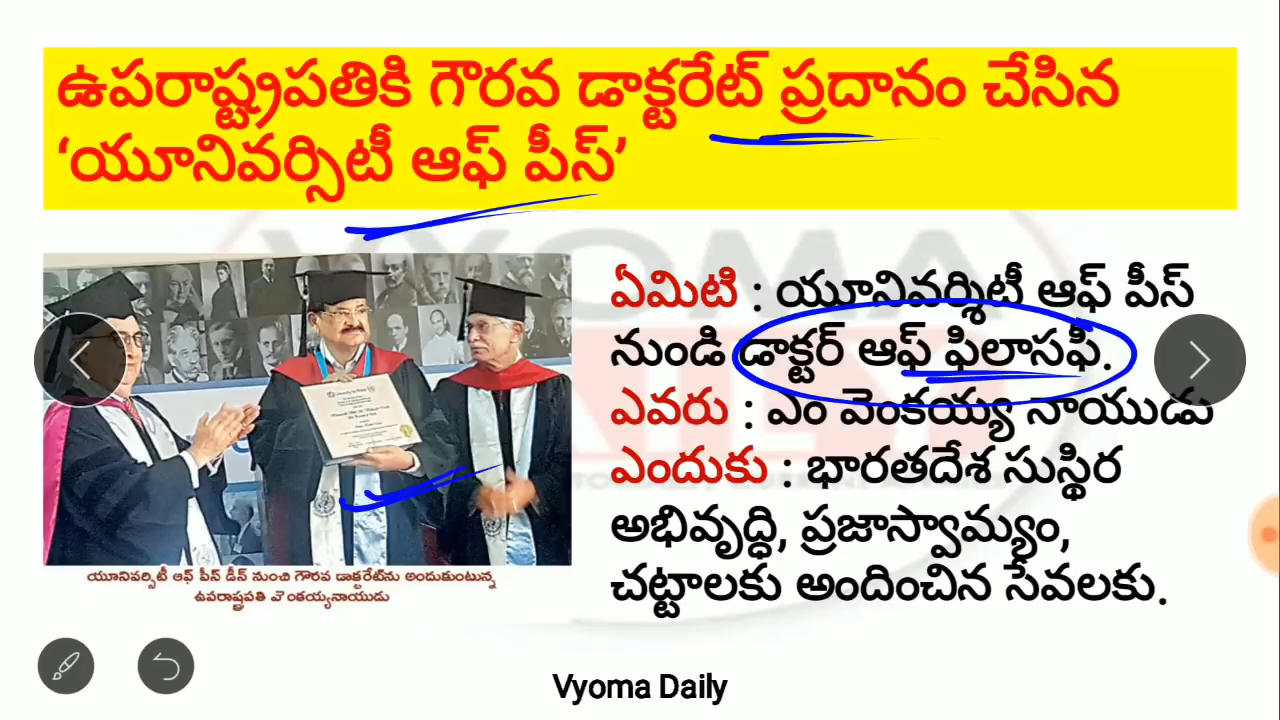 ఉపరాష్ట్రపతికి గౌరవ డాక్టరేట్ ప్రదానం చేసిన
‘యూనివర్సిటీ ఆఫ్ పీస్’
VYOMA
ఏమిటి : యూనివర్శిటీ ఆఫ్ పీస్
నుండి డాక్టర్ ఆఫ్ ఫిలాసఫీ.
ఎవరు : ఎం వెంకయ్య నాయుడు
ఎందుకు : భారతదేశ సుస్థిర
అభివృద్ధి, ప్రజాస్వామ్యం,
చట్టాలకు అందించిన సేవలకు.
యూనివర్సిటీ ఆఫ్ పీస్ డీన్ నుంచి గౌరవ డాక్టరేట్‌ను అందుకుంటున్న
ఉపరాష్ట్రపతి వెంకయ్యనాయుడు
Vyoma Daily